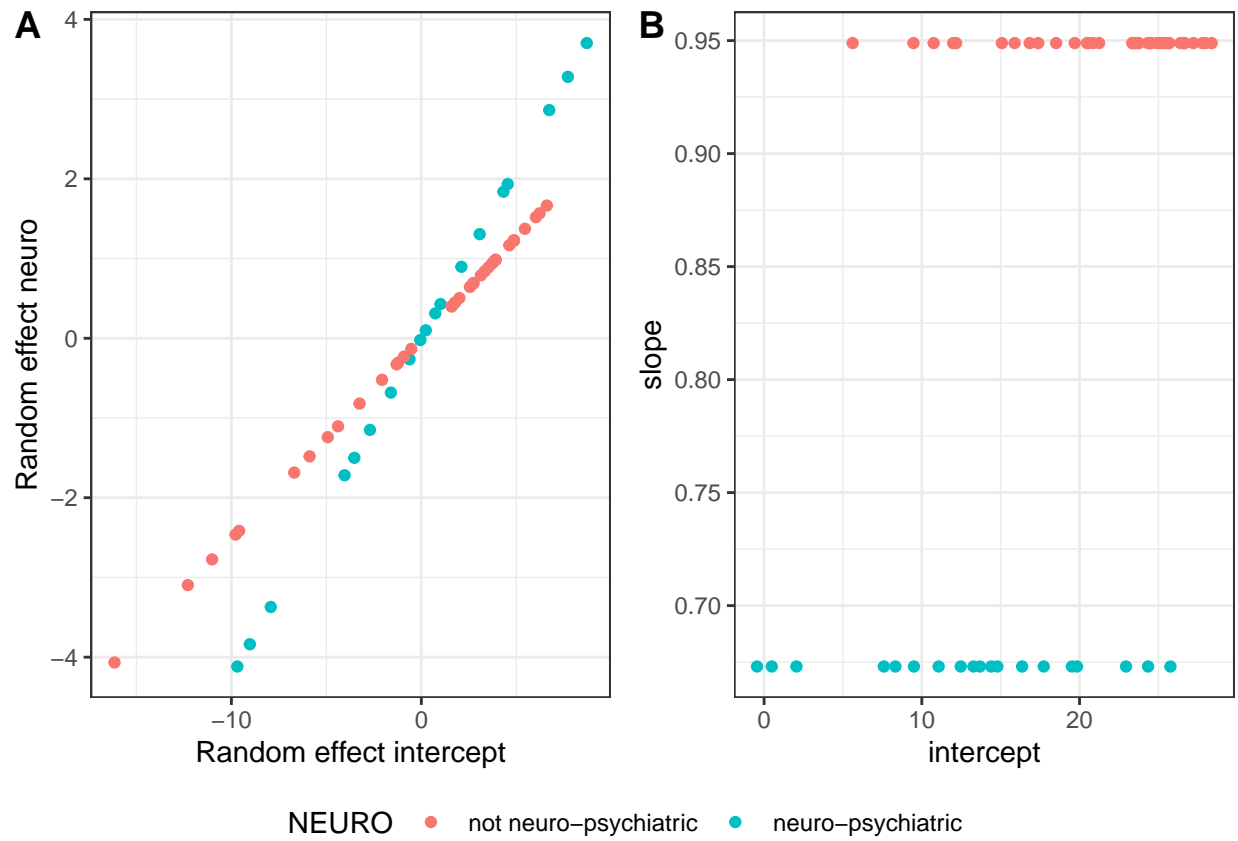 A
B
4
2
0
−2
−4
Random effect neuro
−10
0
Random effect intercept
0.95
0.90
0.85
0.80
0.75
0.70
slope
0
10
20
intercept
NEURO not neuro−psychiatric neuro−psychiatric